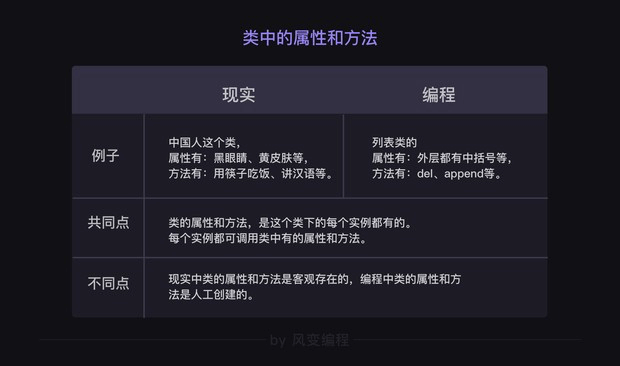 类中的属性和方法
现实
编程
例子
中国人这个类，
属性有：黑眼睛、黄皮肤等，
方法有：用筷子吃饭、讲汉语等。
列表类的
属性有：外层都有中括号等，
方法有：del、append等。
共同点
类的属性和方法，是这个类下的每个实例都有的。
每个实例都可调用类中有的属性和方法。
不同点
现实中类的属性和方法是客观存在的，编程中类的属性和方
法是人工创建的。
by 风变编程